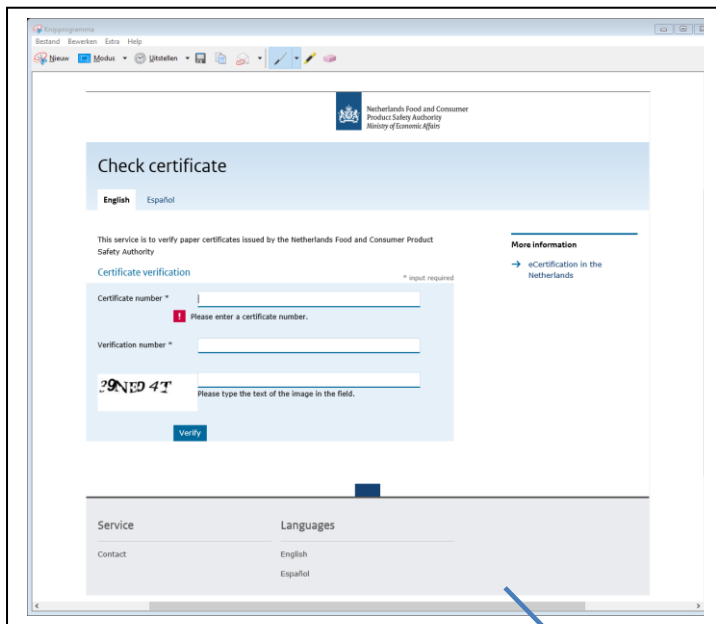 Knipprogramma
Bestand Bewerken Extra Help
Nieuw Modus Uitstellen
Netherlands Food and Consumer
Product Safety Authority
Ministry of Economic Affairs
Check certificate
English Español
This service is to verify paper certificates issued by the Netherlands Food and Consumer Product
Safety Authority
Certificate verification
* input required
Certificate number *
! Please enter a certificate number.
Verification number *
Please type the text of the image in the field.
Verify
More information
→ eCertification in the
Netherlands
Service
Contact
Languages
English
Español